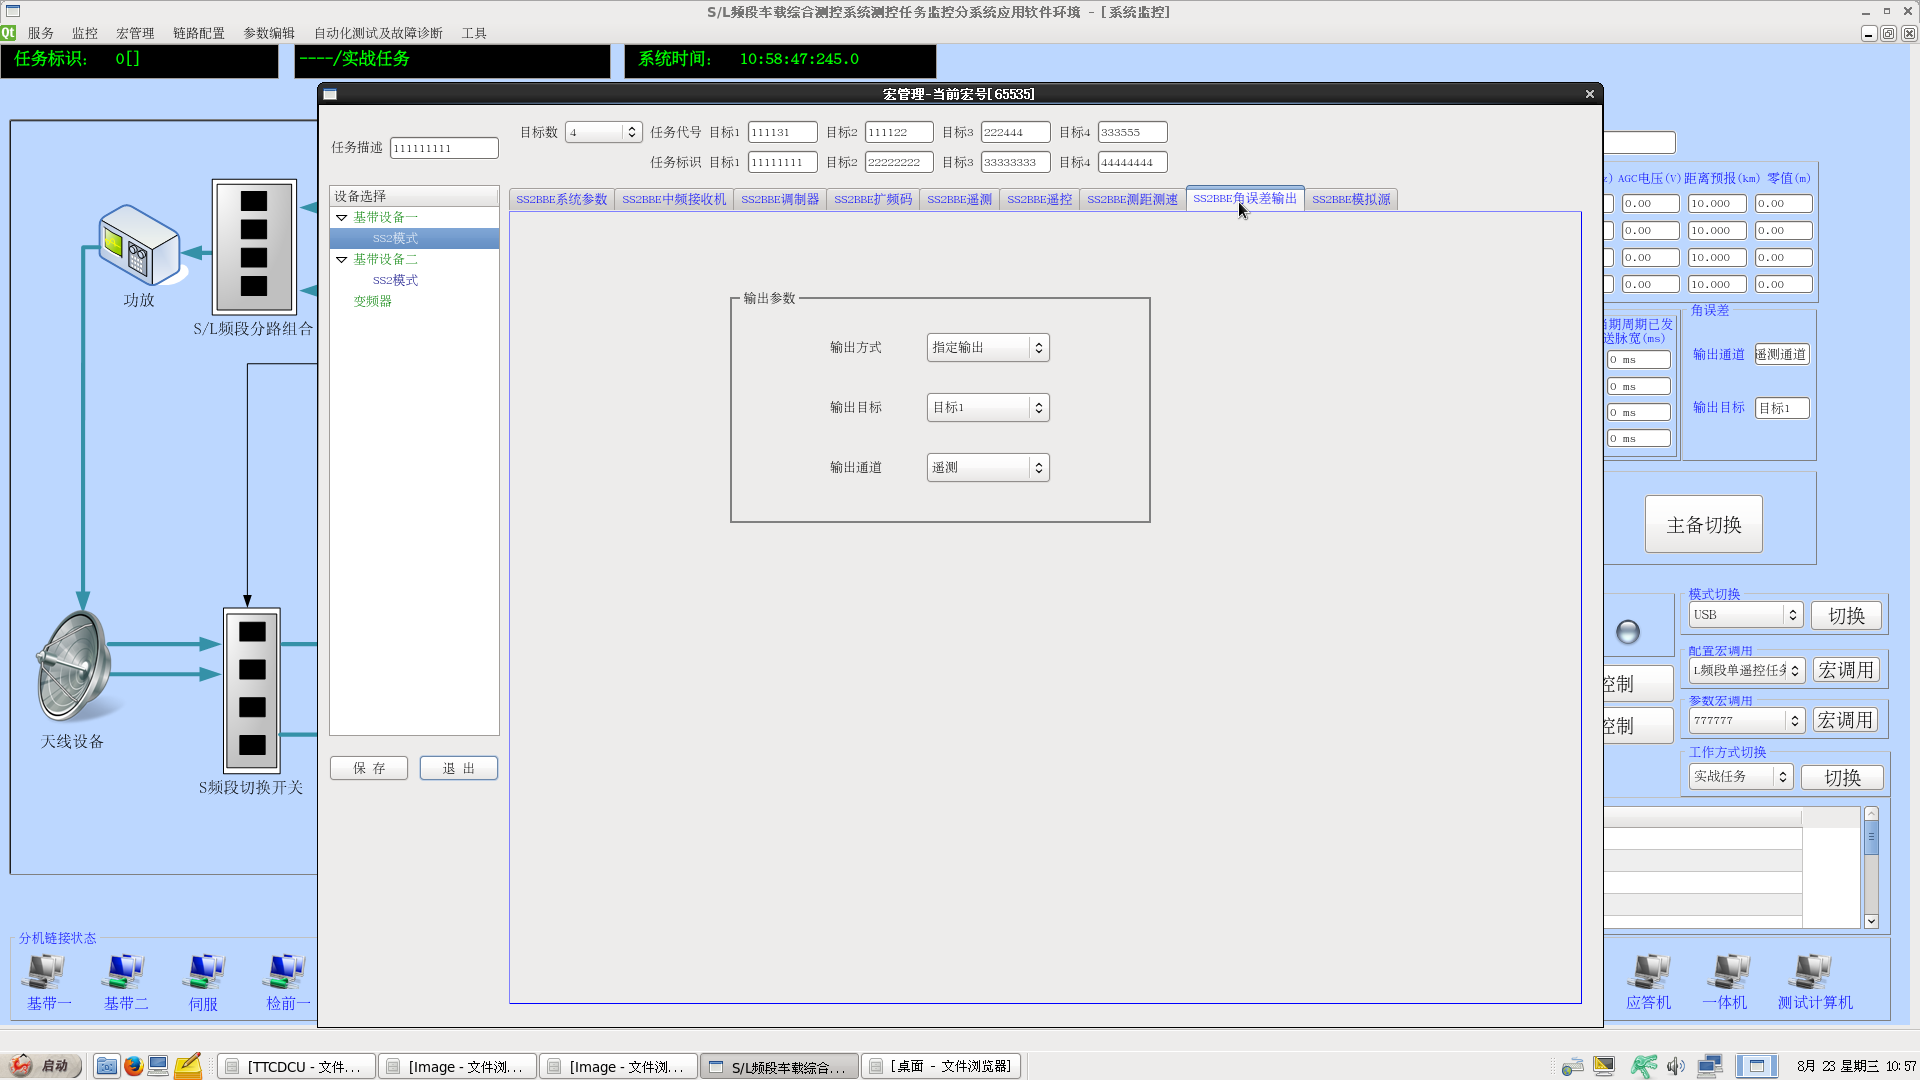 S/L频段车载综合测控系统测控任务监控分系统应用软件环境 - [系统监控]
服务 监控 宏管理 链路配置 参数编辑 自动化测试及故障诊断 工具
任务标识: 0[]
----/实战任务
系统时间: 10:58:47:245.0
宏管理-当前宏号[65535]
任务描述 111111111
目标数 4 任务代号 目标1 111131 目标2 111122 目标3 222444 目标4 333555
任务标识 目标1 11111111 目标2 22222222 目标3 33333333 目标4 44444444
设备选择
基带设备一
SS2模式
基带设备二
SS2模式
变频器
保 存 退 出
SS2BBE系统参数 SS2BBE中频接收机 SS2BBE调制器 SS2BBE扩频码 SS2BBE遥测 SS2BBE遥控 SS2BBE测距测速 SS2BBE角误差输出 SS2BBE模拟源
输出参数
输出方式 指定输出
输出目标 目标1
输出通道 遥测
功放
S/L频段分路组合
天线设备
S频段切换开关
AGC电压(V) 距离预报(km) 零值(m)
0.00 10.000 0.00
0.00 10.000 0.00
0.00 10.000 0.00
0.00 10.000 0.00
期周期已发
送脉宽(ms)
0 ms
0 ms
0 ms
0 ms
角误差
输出通道 遥测通道
输出目标 目标1
主备切换
模式切换
USB 切换
配置宏调用
L频段单遥控任务 宏调用
控制
参数宏调用
777777 宏调用
控制
工作方式切换
实战任务 切换
分机链接状态
基带一 基带二 伺服 检前一
应答机 一体机 测试计算机
启动 [TTCDCU - 文件... [Image - 文件浏... [Image - 文件浏... S/L频段车载综合... [桌面 - 文件浏览器] 8月 23 星期三 10:57